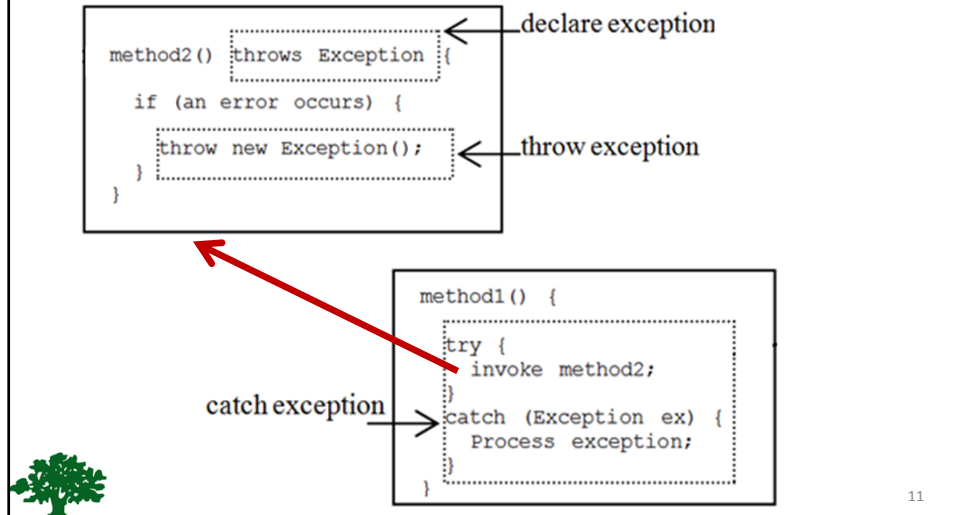 declare exception
method2() throws Exception {
if (an error occurs) {
throw new Exception();
throw exception
}
}
method1() {
try {
invoke method2;
}
catch exception
catch (Exception ex) {
Process exception;
}
}
11